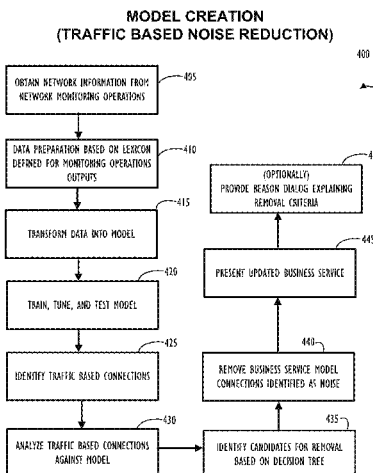 MODEL CREATION
(TRAFFIC BASED NOISE REDUCTION)
400
405
OBTAIN NETWORK INFORMATION FROM
NETWORK MONITORING OPERATIONS
410
DATA PREPARATION BASED ON LEXICON
DEFINED FOR MONITORING OPERATIONS
OUTPUTS
415
TRANSFORM DATA INTO MODEL
420
TRAIN, TUNE, AND TEST MODEL
425
IDENTIFY TRAFFIC BASED CONNECTIONS
430
ANALYZE TRAFFIC BASED CONNECTIONS
AGAINST MODEL
435
IDENTIFY CANDIDATES FOR REMOVAL
BASED ON DECISION TREE
440
REMOVE BUSINESS SERVICE MODEL
CONNECTIONS IDENTIFIED AS NOISE
445
PRESENT UPDATED BUSINESS SERVICE
(OPTIONALLY)
PROVIDE REASON DIALOG EXPLAINING
REMOVAL CRITERIA